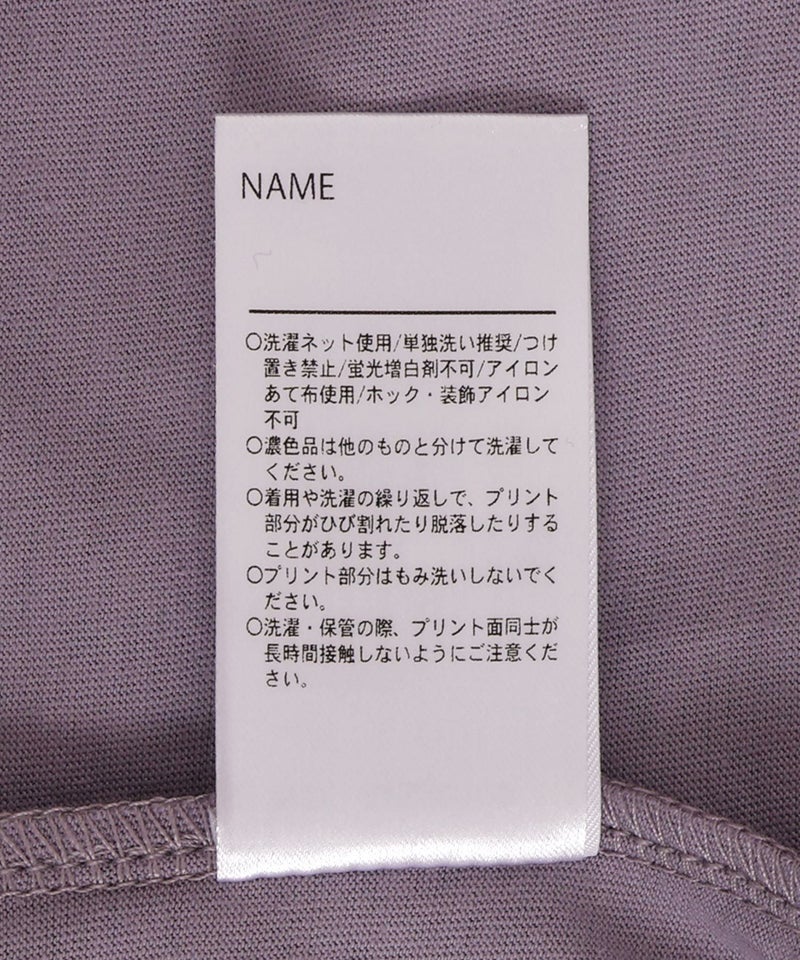 NAME
○洗濯ネット使用/単独洗い推奨/つけ
置き禁止/蛍光増白剤不可/アイロン
あて布使用/ホック・装飾アイロン
不可
○濃色品は他のものと分けて洗濯して
ください。
○着用や洗濯の繰り返しで、プリント
部分がひび割れたり脱落したりする
ことがあります。
○プリント部分はもみ洗いしないでく
ださい。
○洗濯・保管の際、プリント面同士が
長時間接触しないようにご注意くだ
さい。